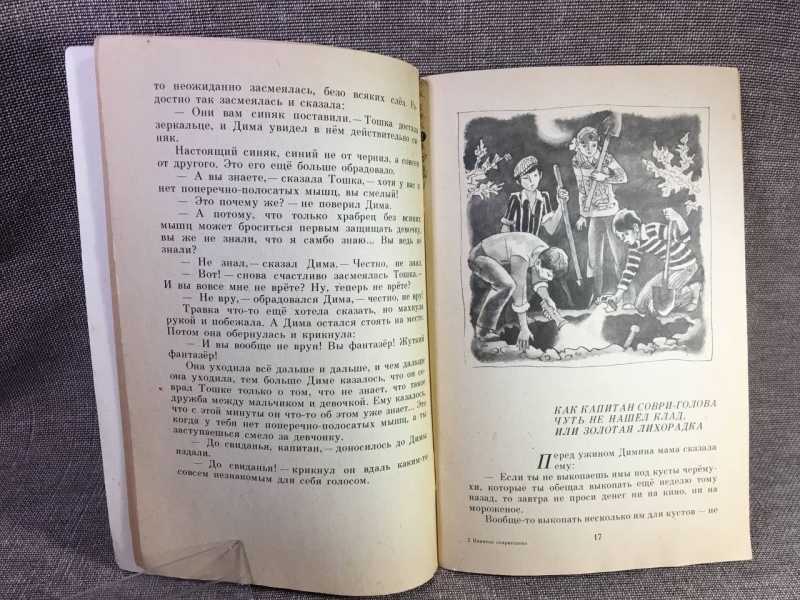 то неожиданно засмеялась, безо всяких слёз.
достно так засмеялась и сказала:
— Они вам синяк поставили.— Тошка достала
зеркальце, и Дима увидел в нём действительно
няк.
Настоящий синяк, синий не от чернил, а совсем
от другого. Это его ещё больше обрадовало.
— А вы знаете,— сказала Тошка,— хотя у вас и
нет поперечно-полосатых мышц, вы смелый!
— Это почему же? — не поверил Дима.
— А потому, что только храбрец без всяких
мышц может броситься первым защищать девочку,
вы же не знали, что я самбо знаю... Вы ведь не
знали?
— Не знал,— сказал Дима.— Честно, не знал.
— Вот! — снова счастливо засмеялась Тошка.—
И вы вовсе мне не врёте? Ну, теперь не врёте?
— Не вру,— обрадовался Дима,— честно, не вру!
Травка что-то ещё хотела сказать, но махнула
рукой и побежала. А Дима остался стоять на месте.
Потом она обернулась и крикнула:
— И вы вообще не врун! Вы фантазёр! Жуткий
фантазёр!
Она уходила всё дальше и дальше, и чем дальше
она уходила, тем больше Диме казалось, что он со-
врал Тошке только о том, что не знает, что такое
дружба между мальчиком и девочкой. Ему казалось,
что с этой минуты он что-то об этом уже знает... Это
когда у тебя нет поперечно-полосатых мышц, а ты
заступаешься смело за девчонку.
— До свиданья, капитан,— доносилось до Димы
издали.
— До свиданья! — крикнул он вдаль каким-то
совсем незнакомым для себя голосом.
КАК КАПИТАН СОВРИ-ГОЛОВА
ЧУТЬ НЕ НАШЁЛ КЛАД,
ИЛИ ЗОЛОТАЯ ЛИХОРАДКА
Перед ужином Димина мама сказала
ему:
— Если ты не выкопаешь ямы под кусты черёму-
хи, которые ты обещал выкопать ещё неделю тому
назад, то завтра не проси денег ни на кино, ни на
мороженое.
Вообще-то выкопать несколько ям для кустов — не
17